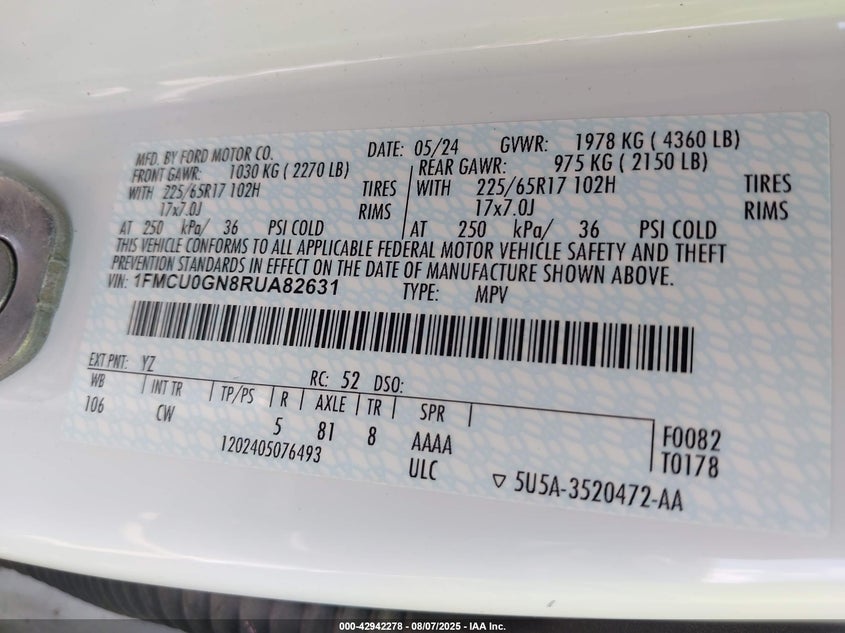 MFD. BY FORD MOTOR CO. DATE: 05/24 GVWR: 1978 KG ( 4360 LB)
FRONT GAWR: 1030 KG ( 2270 LB) REAR GAWR: 975 KG ( 2150 LB)
WITH 225/65R17 102H TIRES WITH 225/65R17 102H TIRES
17x7.0J RIMS 17x7.0J RIMS
AT 250 kPa/ 36 PSI COLD AT 250 kPa/ 36 PSI COLD
THIS VEHICLE CONFORMS TO ALL APPLICABLE FEDERAL MOTOR VEHICLE SAFETY AND THEFT
PREVENTION STANDARDS IN EFFECT ON THE DATE OF MANUFACTURE SHOWN ABOVE.
VIN: 1FMCU0GN8RUA82631 TYPE: MPV
EXT PNT: YZ RC: 52 DSO:
WB INT TR TP/PS R AXLE TR SPR
106 CW 5 81 8 AAAA F0082
1202405076493 ULC T0178
5U5A-3520472-AA
000-42942278 - 08/07/2025 - IAA Inc.